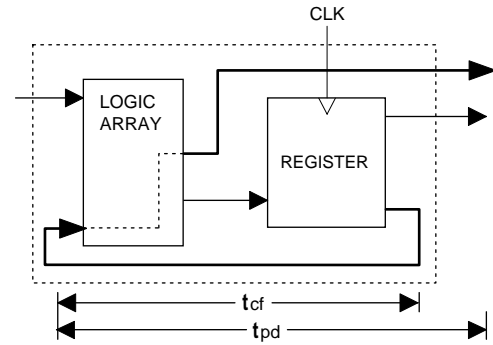 CLK
LOGIC
ARRAY
REGISTER
tcf
tpd